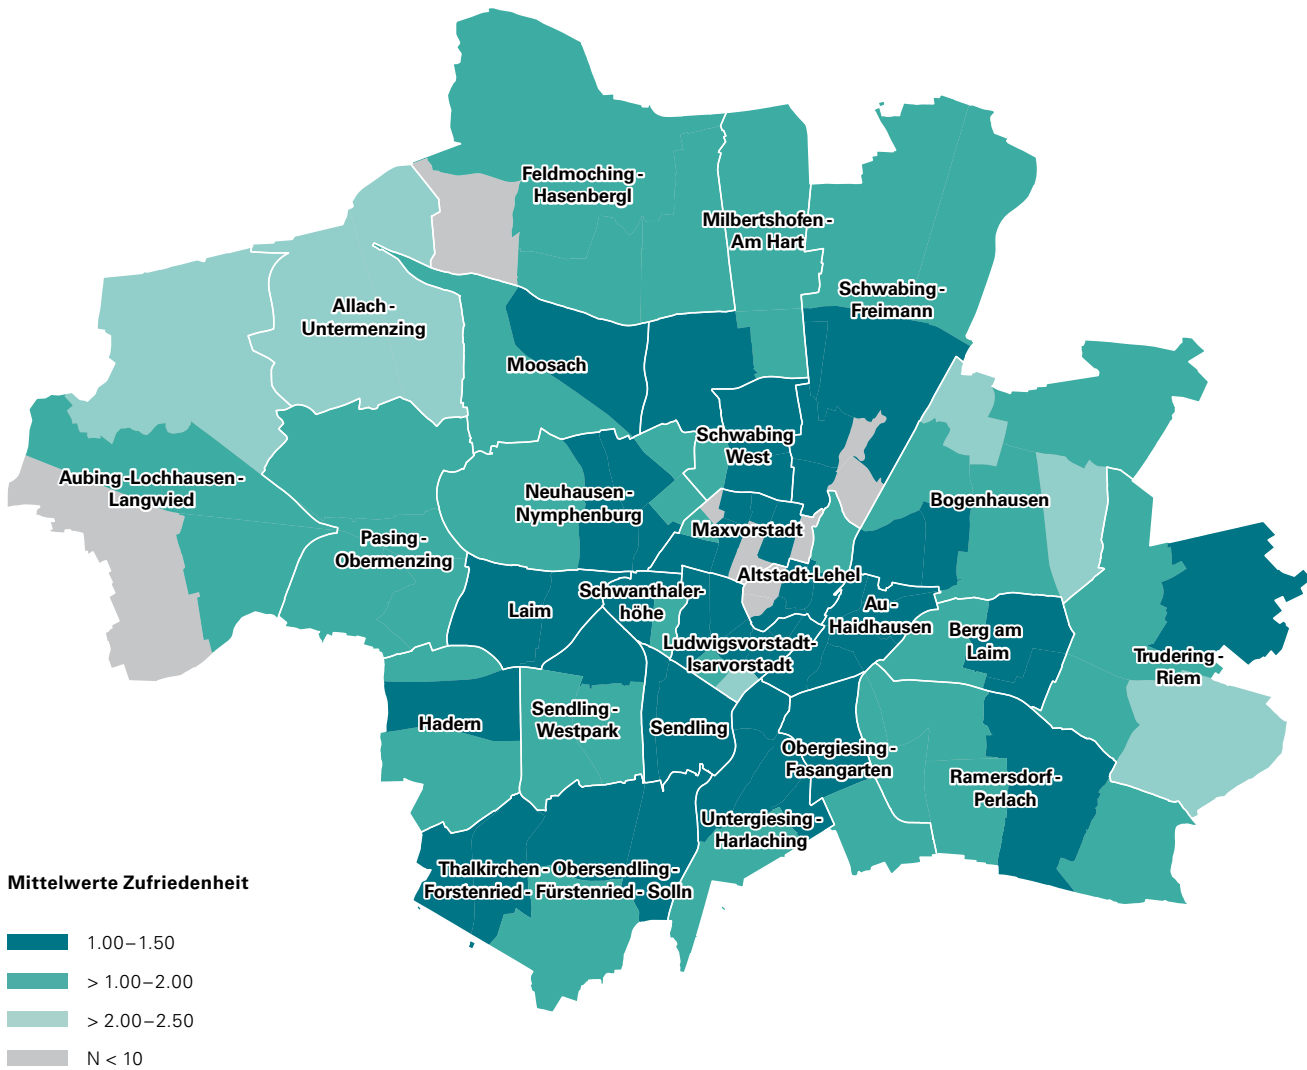 Feldmoching-
Hasenbergl
Milbertshofen-
Am Hart
Schwabing-
Freimann
Allach-
Untermenzing
Moosach
Schwabing
West
Aubing-Lochhausen-
Langwied
Neuhausen-
Nymphenburg
Bogenhausen
Maxvorstadt
Pasing-
Obermenzing
Altstadt-Lehel
Schwanthaler-
höhe
Laim
Au-
Haidhausen
Berg am
Laim
Ludwigsvorstadt-
Isarvorstadt
Trudering-
Riem
Hadern
Sendling-
Westpark
Sendling
Obergiesing-
Fasangarten
Ramersdorf-
Perlach
Untergiesing-
Harlaching
Thalkirchen-Obersendling-
Forstenried-Fürstenried-Solln
Mittelwerte Zufriedenheit
1.00–1.50
> 1.00–2.00
> 2.00–2.50
N < 10